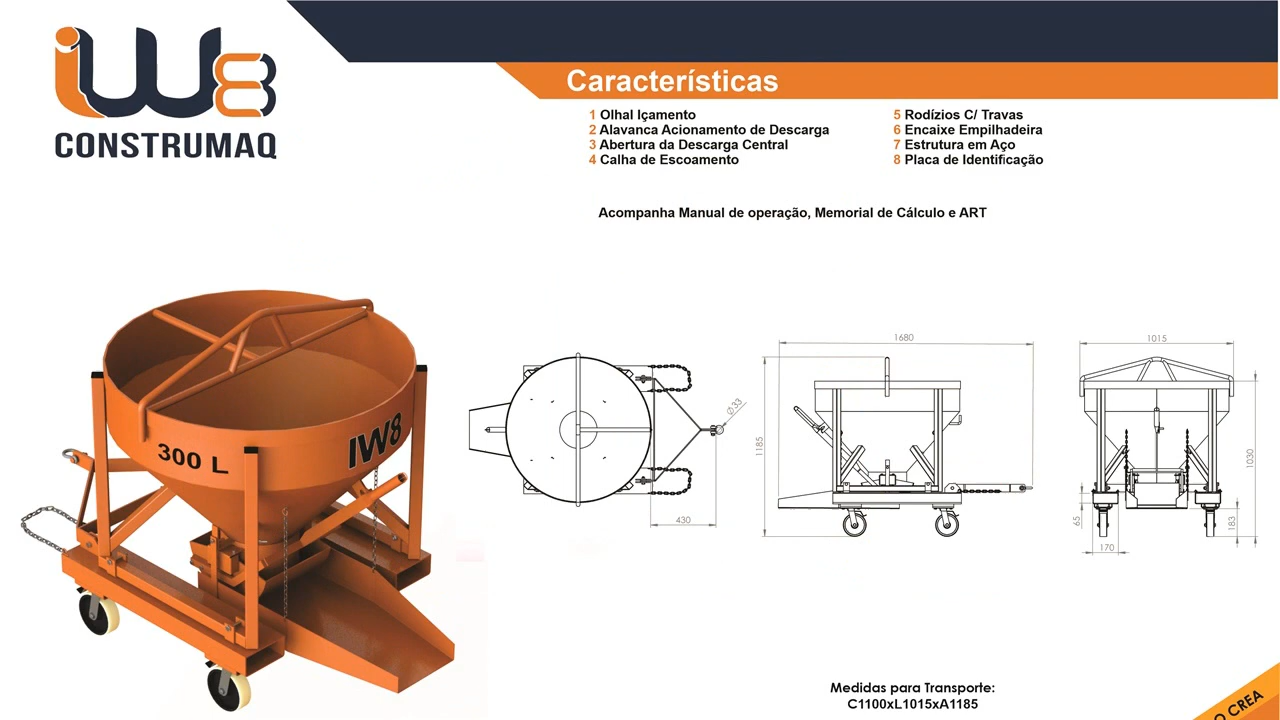 iW8
CONSTRUMAQ
Características
1 Olhal Içamento
2 Alavanca Acionamento de Descarga
3 Abertura da Descarga Central
4 Calha de Escoamento
5 Rodízios C/ Travas
6 Encaixe Empilhadeira
7 Estrutura em Aço
8 Placa de Identificação
Acompanha Manual de operação, Memorial de Cálculo e ART
300 L
IW8
Ø33
430
1680
1185
1015
1030
65
183
170
Medidas para Transporte:
C1100xL1015xA1185
O CREA